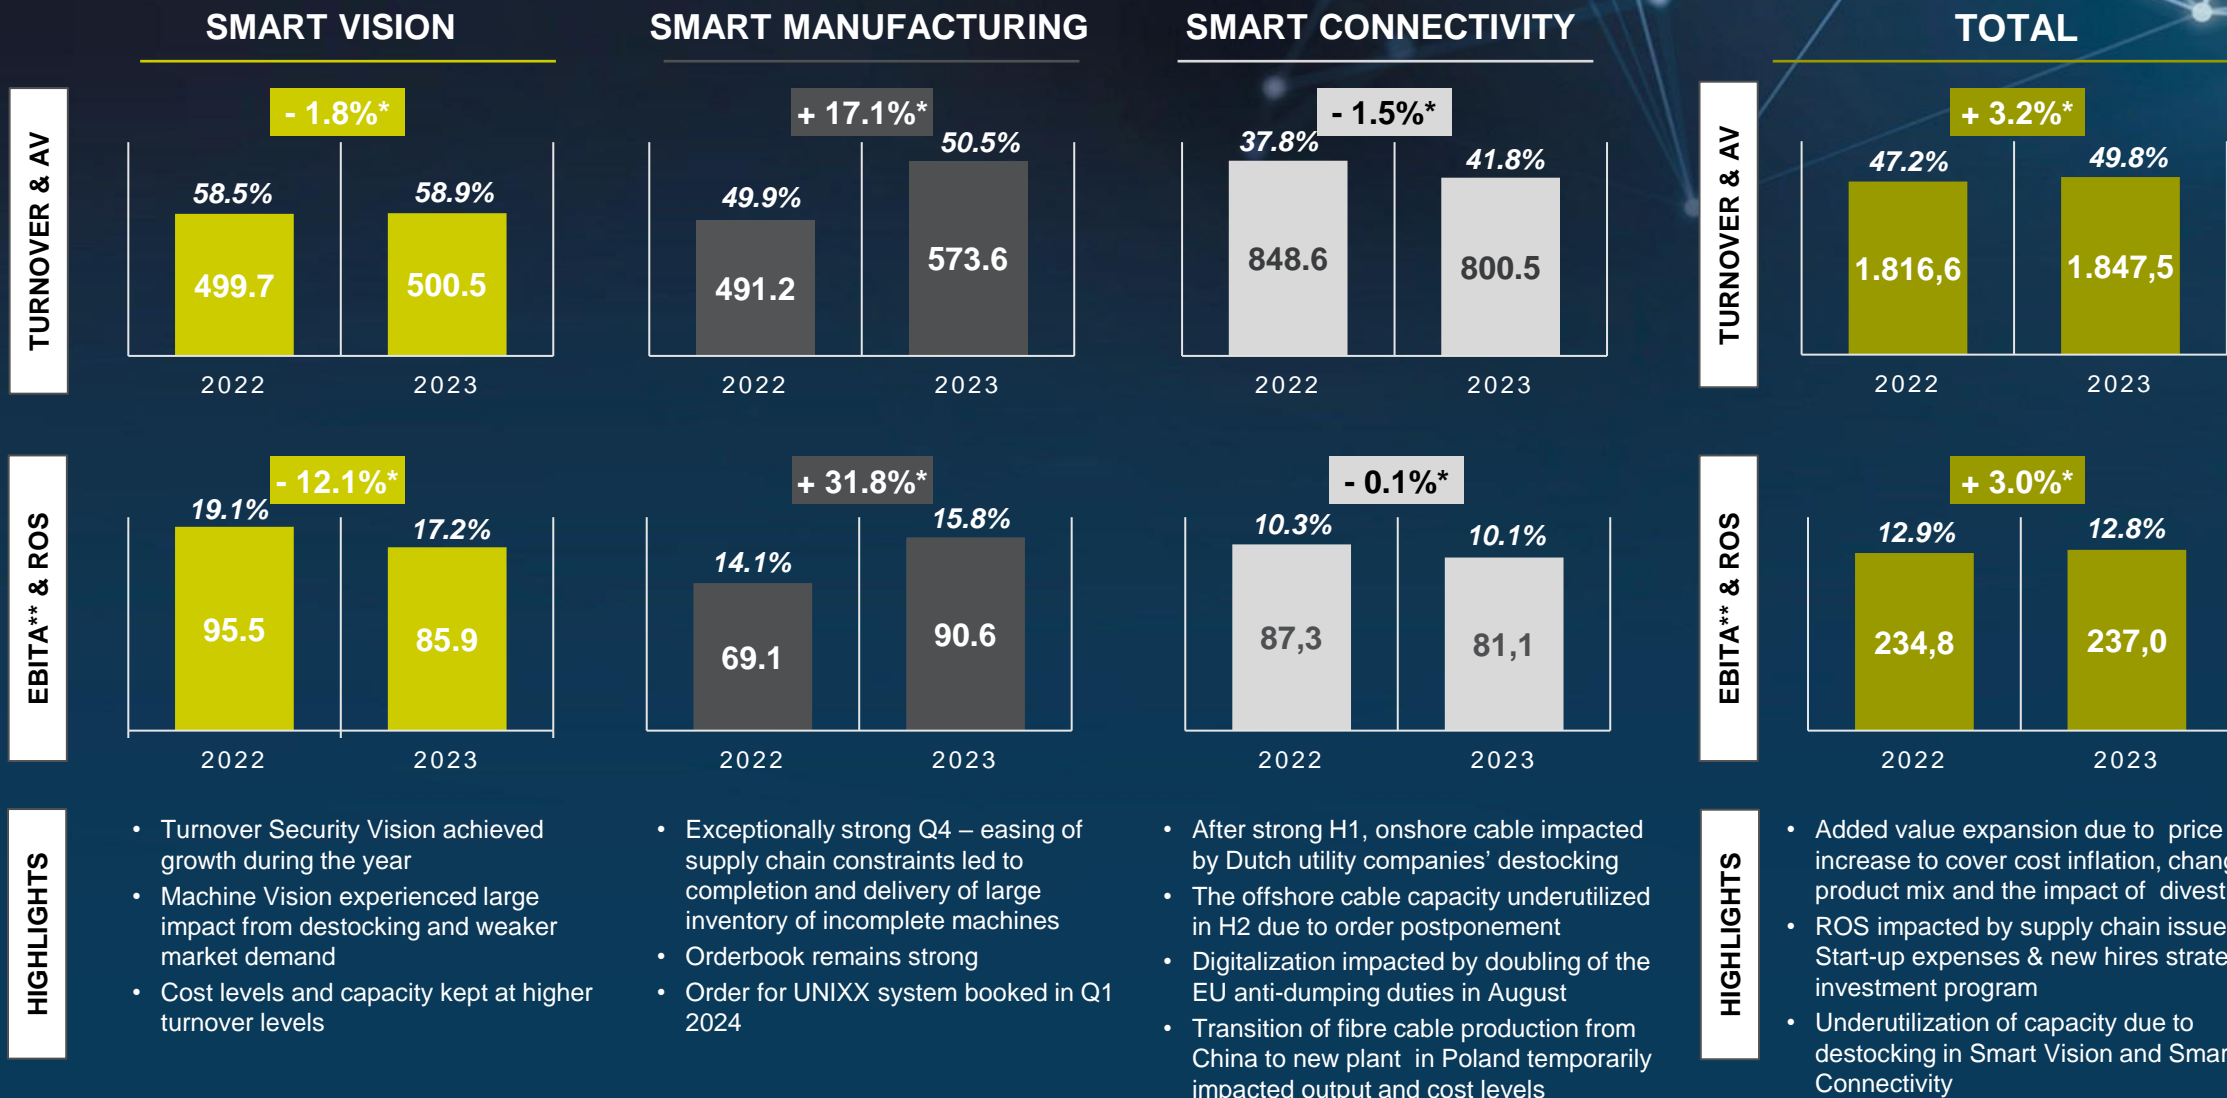 SMART VISION
SMART MANUFACTURING
SMART CONNECTIVITY
TOTAL
TURNOVER & AV
- 1.8%*
58.5%
58.9%
499.7
500.5
2022
2023
+ 17.1%*
49.9%
50.5%
491.2
573.6
2022
2023
- 1.5%*
37.8%
41.8%
848.6
800.5
2022
2023
TURNOVER & AV
+ 3.2%*
47.2%
49.8%
1.816,6
1.847,5
2022
2023
EBITA** & ROS
- 12.1%*
19.1%
17.2%
95.5
85.9
2022
2023
+ 31.8%*
14.1%
15.8%
69.1
90.6
2022
2023
- 0.1%*
10.3%
10.1%
87,3
81,1
2022
2023
EBITA** & ROS
+ 3.0%*
12.9%
12.8%
234,8
237,0
2022
2023
HIGHLIGHTS
• Turnover Security Vision achieved
growth during the year
• Machine Vision experienced large
impact from destocking and weaker
market demand
• Cost levels and capacity kept at higher
turnover levels
• Exceptionally strong Q4 – easing of
supply chain constraints led to
completion and delivery of large
inventory of incomplete machines
• Orderbook remains strong
• Order for UNIXX system booked in Q1
2024
• After strong H1, onshore cable impacted
by Dutch utility companies’ destocking
• The offshore cable capacity underutilized
in H2 due to order postponement
• Digitalization impacted by doubling of the
EU anti-dumping duties in August
• Transition of fibre cable production from
China to new plant in Poland temporarily
impacted output and cost levels
HIGHLIGHTS
• Added value expansion due to price
increase to cover cost inflation,
product mix and the impact of
• ROS impacted by supply chain
Start-up expenses & new hires
investment program
• Underutilization of capacity due to
destocking in Smart Vision and
Connectivity